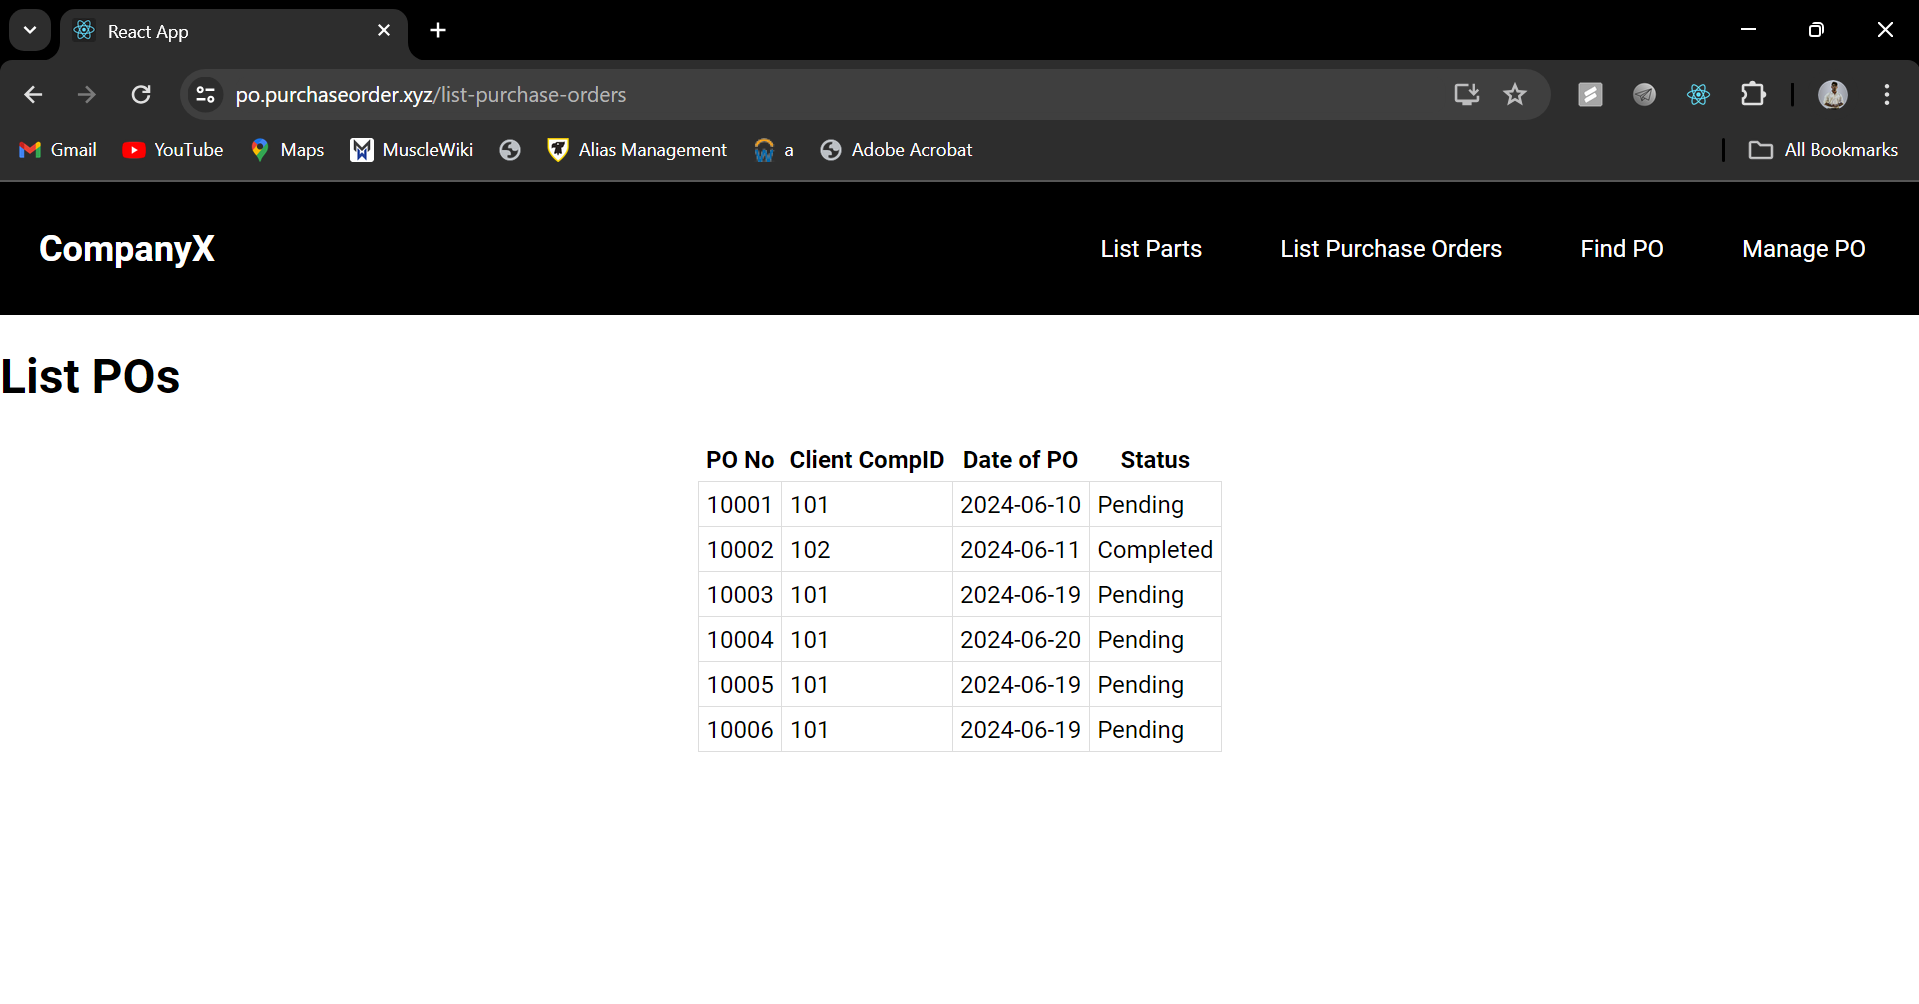 React App
po.purchaseorder.xyz/list-purchase-orders
Gmail YouTube Maps MuscleWiki Alias Management a Adobe Acrobat All Bookmarks
CompanyX List Parts List Purchase Orders Find PO Manage PO
List POs
PO No Client CompID Date of PO Status
10001 101 2024-06-10 Pending
10002 102 2024-06-11 Completed
10003 101 2024-06-19 Pending
10004 101 2024-06-20 Pending
10005 101 2024-06-19 Pending
10006 101 2024-06-19 Pending